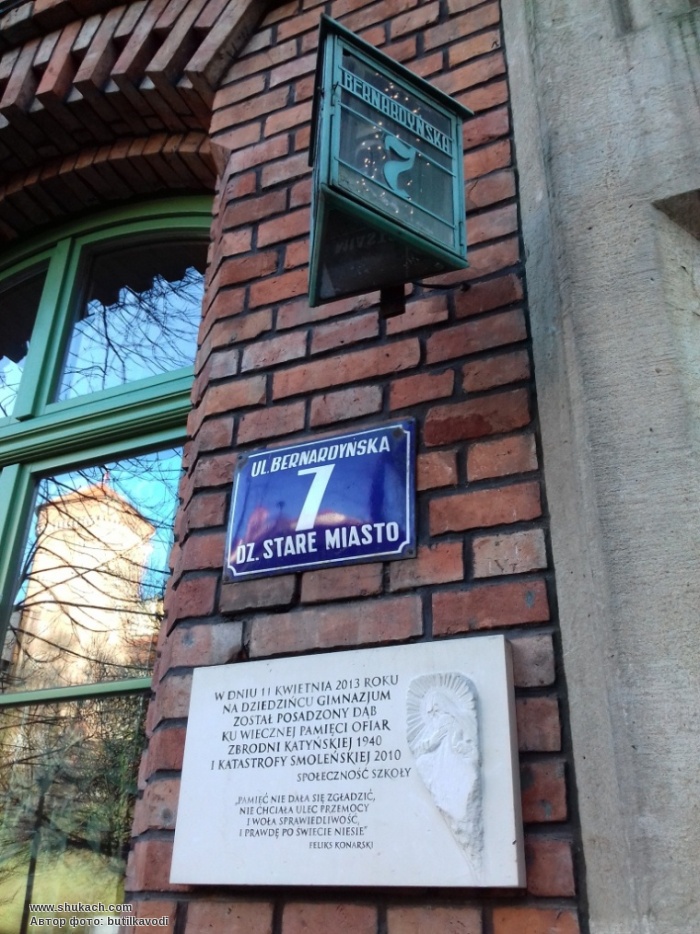 BERNARDYŃSKA
7
UL. BERNARDYŃSKA
7
DZ. STARE MIASTO
W DNIU 11 KWIETNIA 2013 ROKU
NA DZIEDZIŃCU GIMNAZJUM
ZOSTAŁ POSADZONY DĄB
KU WIECZNEJ PAMIĘCI OFIAR
ZBRODNI KATYŃSKIEJ 1940
I KATASTROFY SMOLEŃSKIEJ 2010
SPOŁECZNOŚĆ SZKOŁY
„PAMIĘĆ NIE DAŁA SIĘ ZGŁADZIĆ,
NIE CHCIAŁA ULEC PRZEMOCY
I WOŁA SPRAWIEDLIWOŚĆ,
I PRAWDĘ PO ŚWIECIE NIESIE"
FELIKS KONARSKI
www.shukach.com
Автор фото: butilkavodi